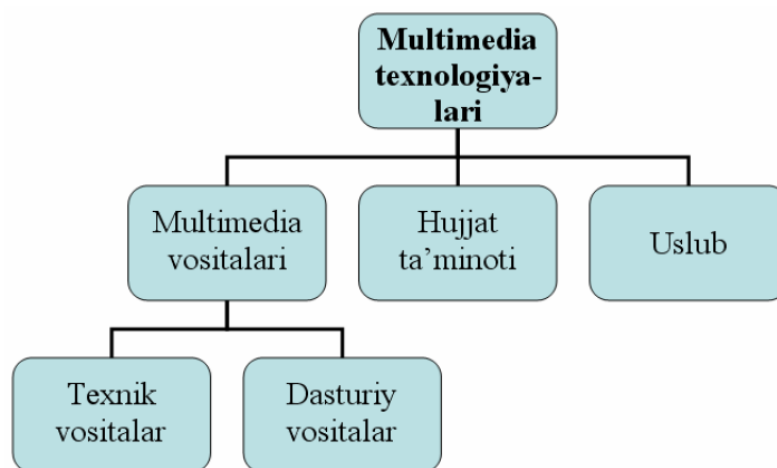 Multimedia
texnologiya-
lari
Multimedia
vositalari
Hujjat
ta’minoti
Uslub
Texnik
vositalar
Dasturiy
vositalar